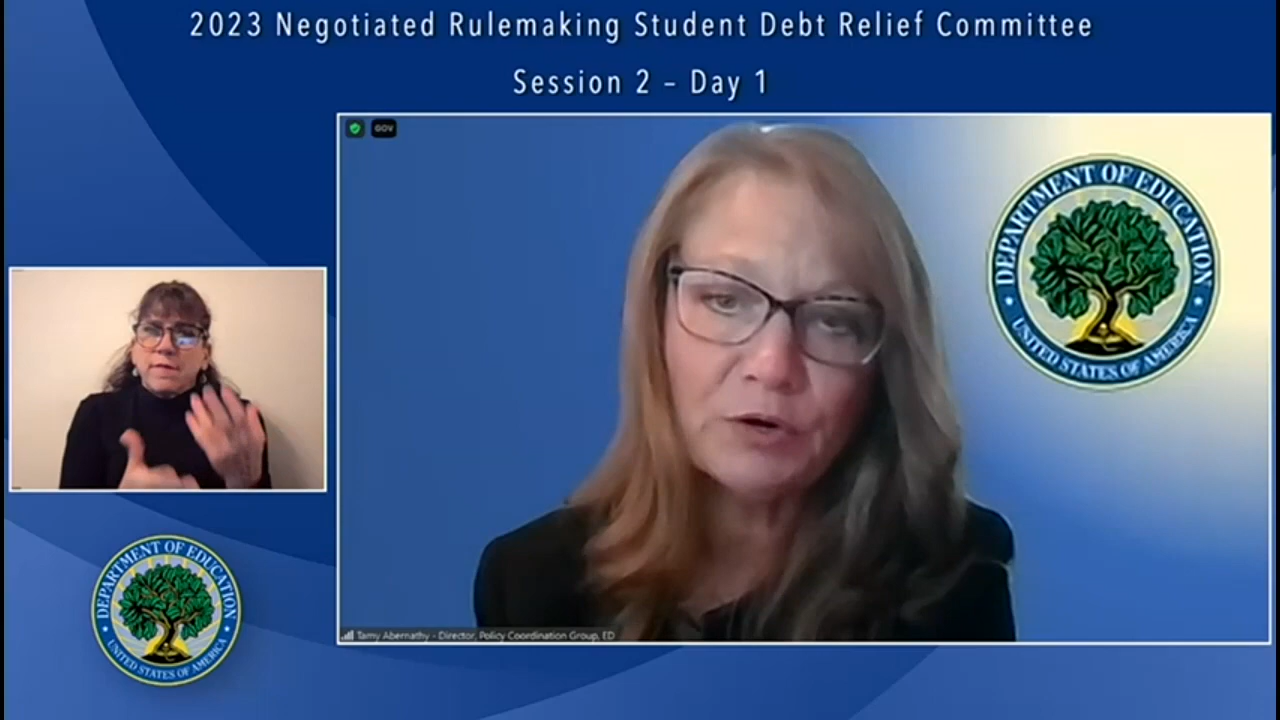 2023 Negotiated Rulemaking Student Debt Relief Committee
Session 2 – Day 1
GOV
DEPARTMENT OF EDUCATION
UNITED STATES OF AMERICA
Tamy Abernathy - Director, Policy Coordination Group, ED
DEPARTMENT OF EDUCATION
UNITED STATES OF AMERICA